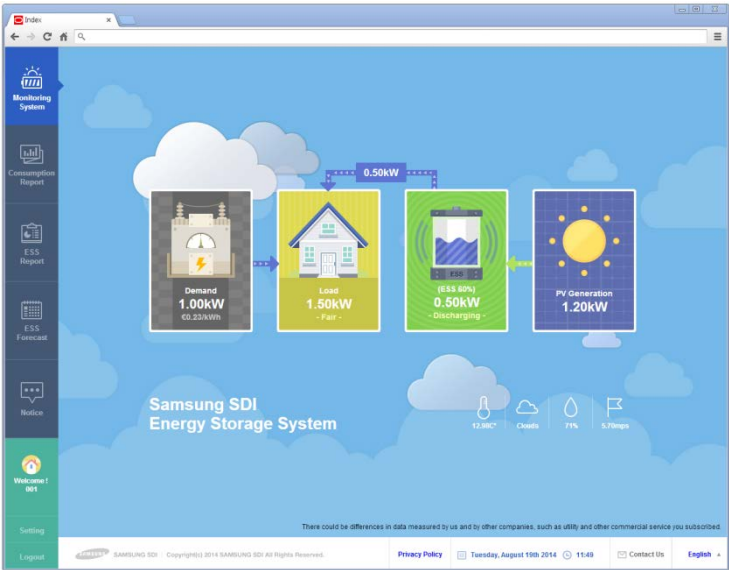 Index
Monitoring
System
Consumption
Report
ESS
Report
ESS
Forecast
Notice
Welcome !
001
Setting
Logout
0.50kW
Demand
1.00kW
€0.23/kWh
Load
1.50kW
- Fair -
ESS
(ESS 60%)
0.50kW
- Discharging -
PV Generation
1.20kW
Samsung SDI
Energy Storage System
Clouds
71%
5.70mps
There could be differences in data measured by us and by other companies, such as utility and other commercial service you subscribed.
SAMSUNG
SAMSUNG SDI
Copyright(c) 2014 SAMSUNG SDI All Rights Reserved.
Privacy Policy
Tuesday, August 19th 2014
11:49
Contact Us
English